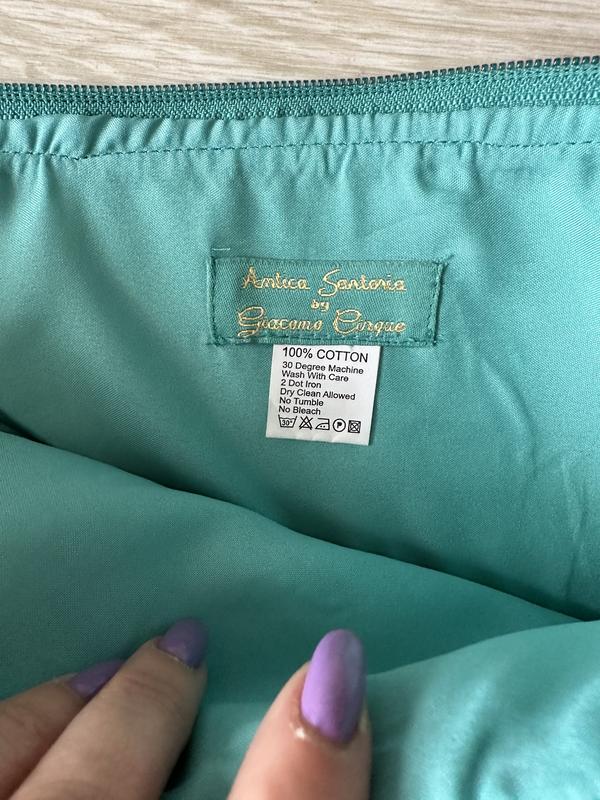 Antica Sartoria
by
Giacomo Cinque
100% COTTON
30 Degree Machine
Wash With Care
2 Dot Iron
Dry Clean Allowed
No Tumble
No Bleach
30°
P